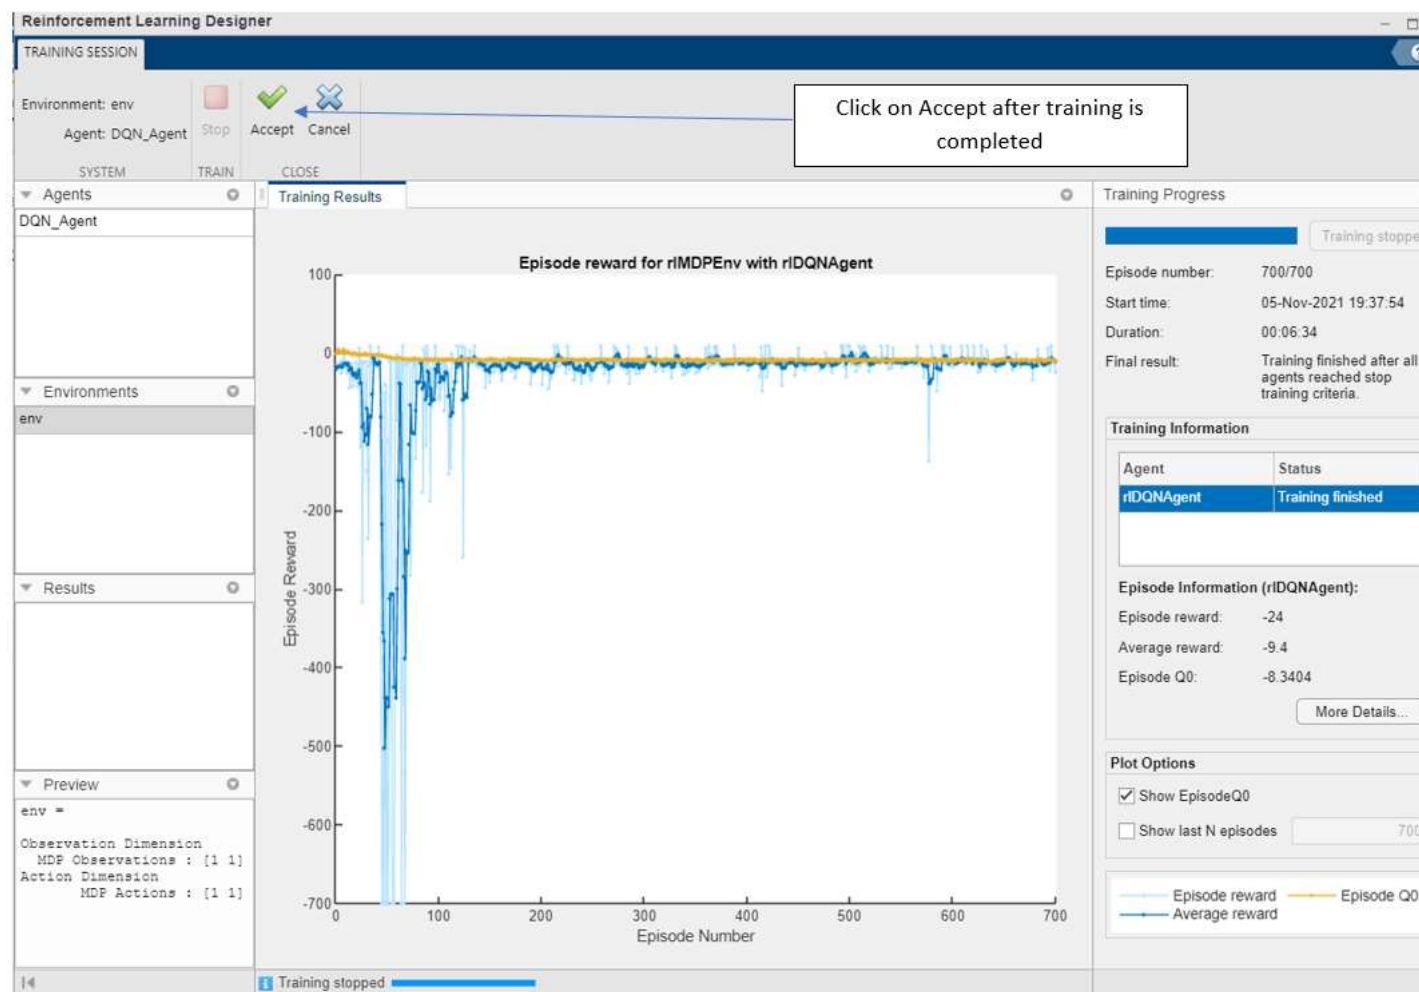 Reinforcement Learning Designer
TRAINING SESSION
Environment: env
Agent: DQN_Agent
Stop
Accept
Cancel
SYSTEM
TRAIN
CLOSE
Click on Accept after training is
completed
Agents
DQN_Agent
Environments
env
Results
Preview
env =
Observation Dimension
MDP Observations : [1 1]
Action Dimension
MDP Actions : [1 1]
Training Results
Episode reward for rlMDPEnv with rlDQNAgent
100
0
-100
-200
-300
-400
-500
-600
-700
Episode Reward
0 100 200 300 400 500 600 700
Episode Number
Training Progress
Training stoppe
Episode number: 700/700
Start time: 05-Nov-2021 19:37:54
Duration: 00:06:34
Final result: Training finished after all
agents reached stop
training criteria.
Training Information
Agent Status
rlDQNAgent Training finished
Episode Information (rlDQNAgent):
Episode reward: -24
Average reward: -9.4
Episode Q0: -8.3404
More Details...
Plot Options
Show EpisodeQ0
Show last N episodes 700
Episode reward Episode Q0
Average reward
Training stopped